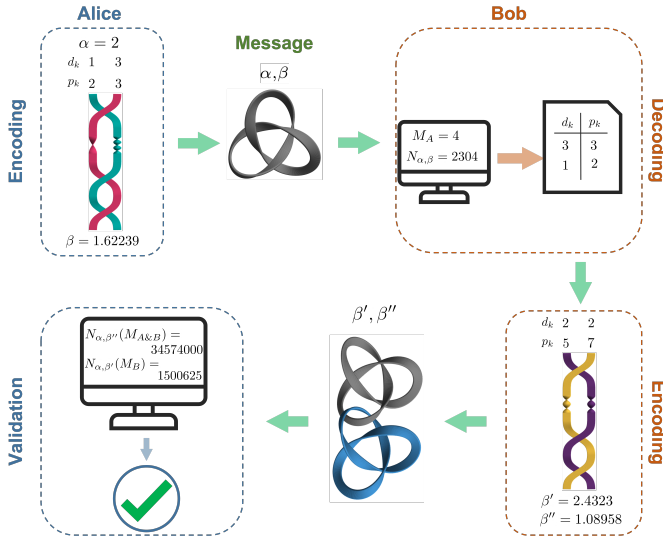 Alice
Encoding
α = 2
d_k 1 3
p_k 2 3
β = 1.62239
Message
α,β
Bob
M_A = 4
N_{α,β} = 2304
d_k p_k
3 3
1 2
Decoding
d_k 2 2
p_k 5 7
β′ = 2.4323
β″ = 1.08958
Encoding
β′, β″
N_{α,β″}(M_{A&B}) =
34574000
N_{α,β′}(M_B) =
1500625
Validation